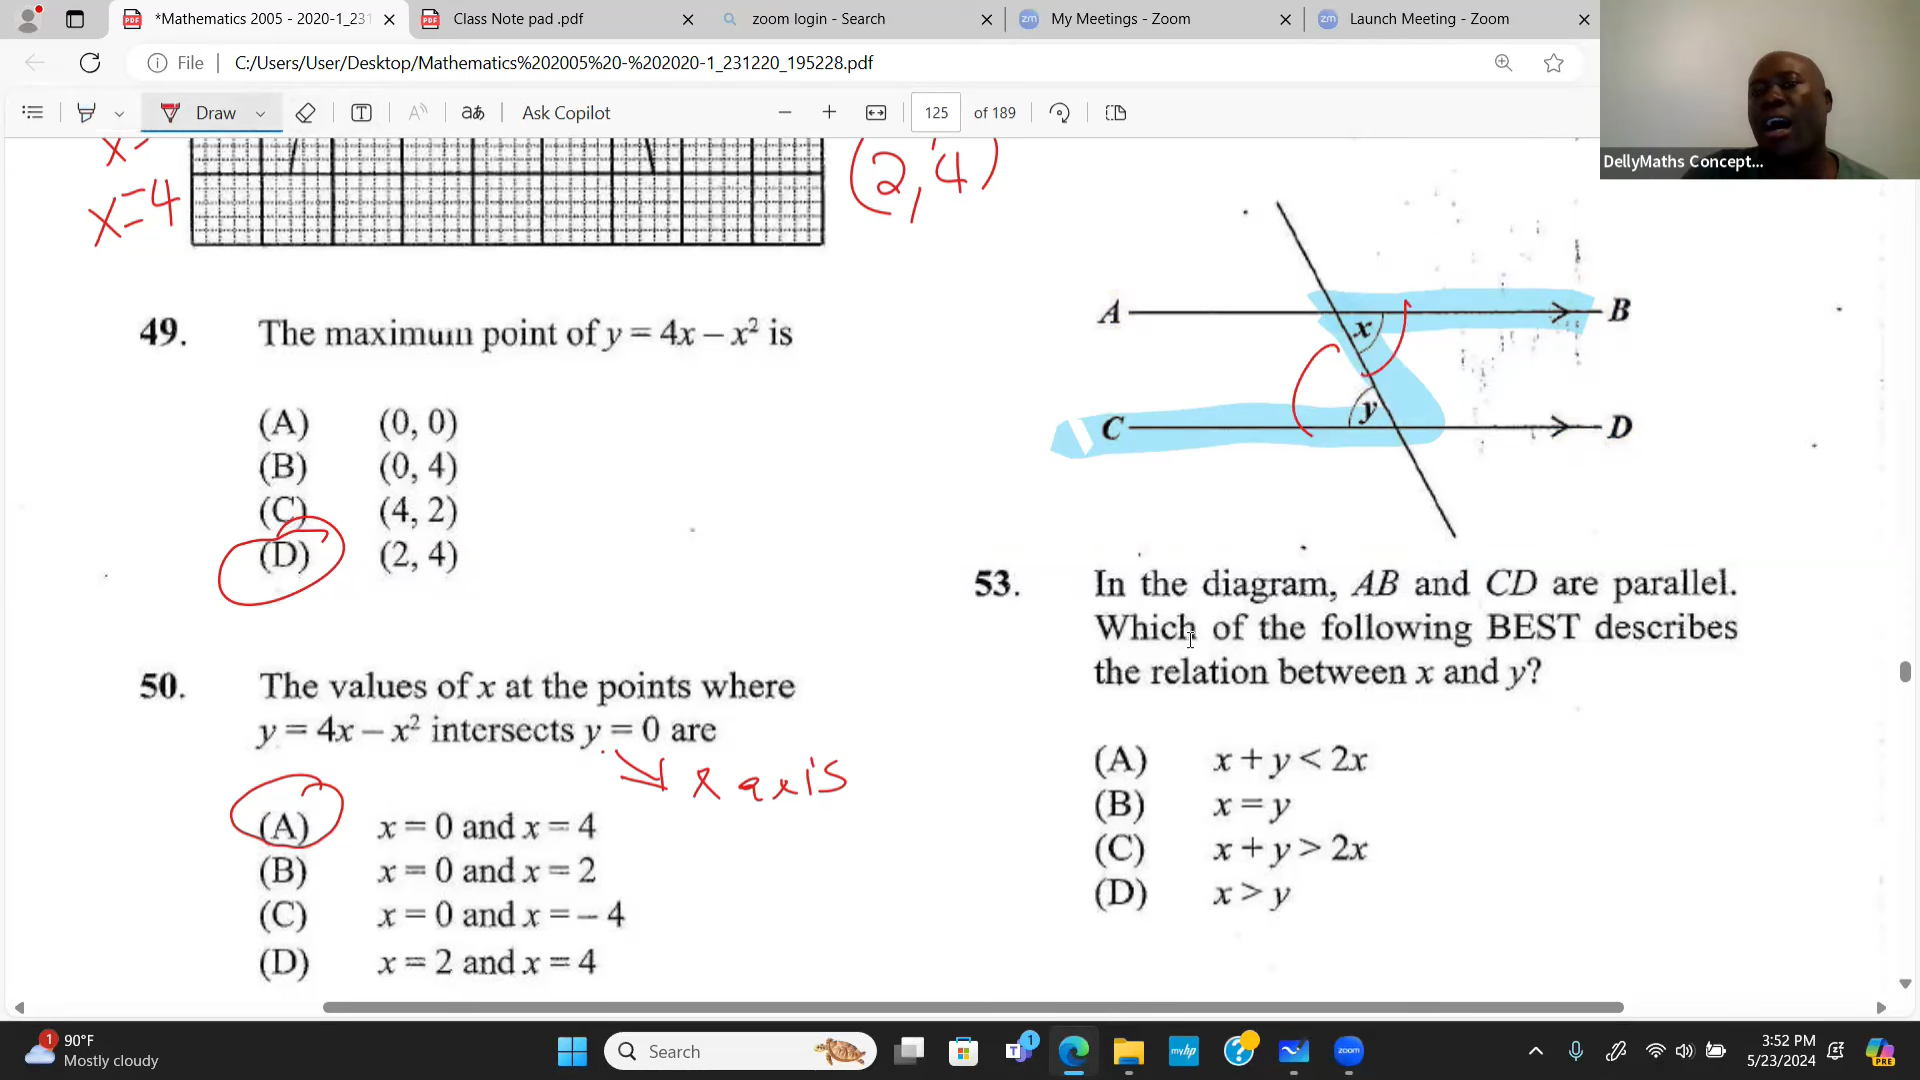 *Mathematics 2005 - 2020-1_231
Class Note pad .pdf
zoom login - Search
My Meetings - Zoom
Launch Meeting - Zoom
File
C:/Users/User/Desktop/Mathematics%202005%20-%202020-1_231220_195228.pdf
Draw
Ask Copilot
125 of 189
DellyMaths Concept...
x=4
(2,4)
49. The maximum point of y = 4x – x² is
(A) (0, 0)
(B) (0, 4)
(C) (4, 2)
(D) (2, 4)
50. The values of x at the points where
y = 4x – x² intersects y = 0 are
x axis
(A) x = 0 and x = 4
(B) x = 0 and x = 2
(C) x = 0 and x = – 4
(D) x = 2 and x = 4
A B
x
y
C D
53. In the diagram, AB and CD are parallel.
Which of the following BEST describes
the relation between x and y?
(A) x + y < 2x
(B) x = y
(C) x + y > 2x
(D) x > y
1
90°F
Mostly cloudy
Search
1
myhp
zoom
3:52 PM
5/23/2024
PRE